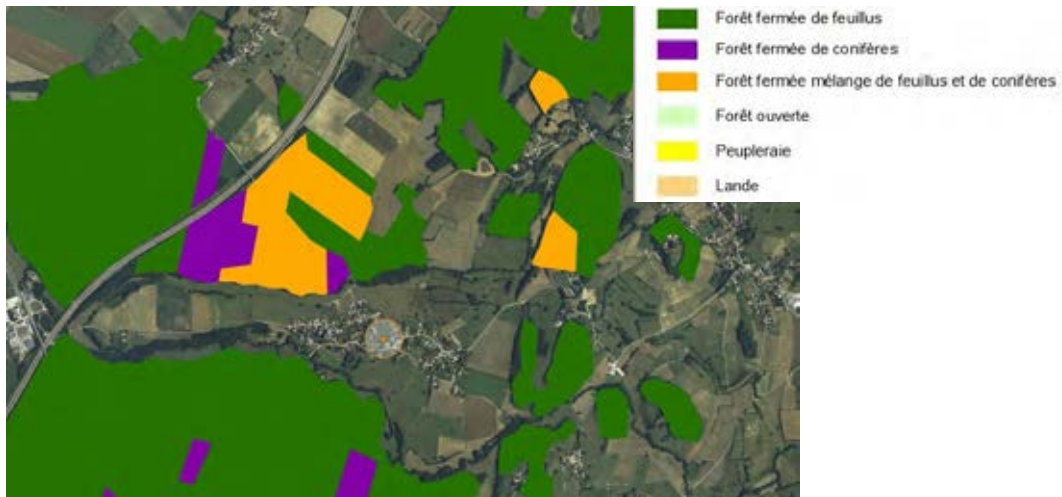 Forêt fermée de feuillus
Forêt fermée de conifères
Forêt fermée mélange de feuillus et de conifères
Forêt ouverte
Peupleraie
Lande